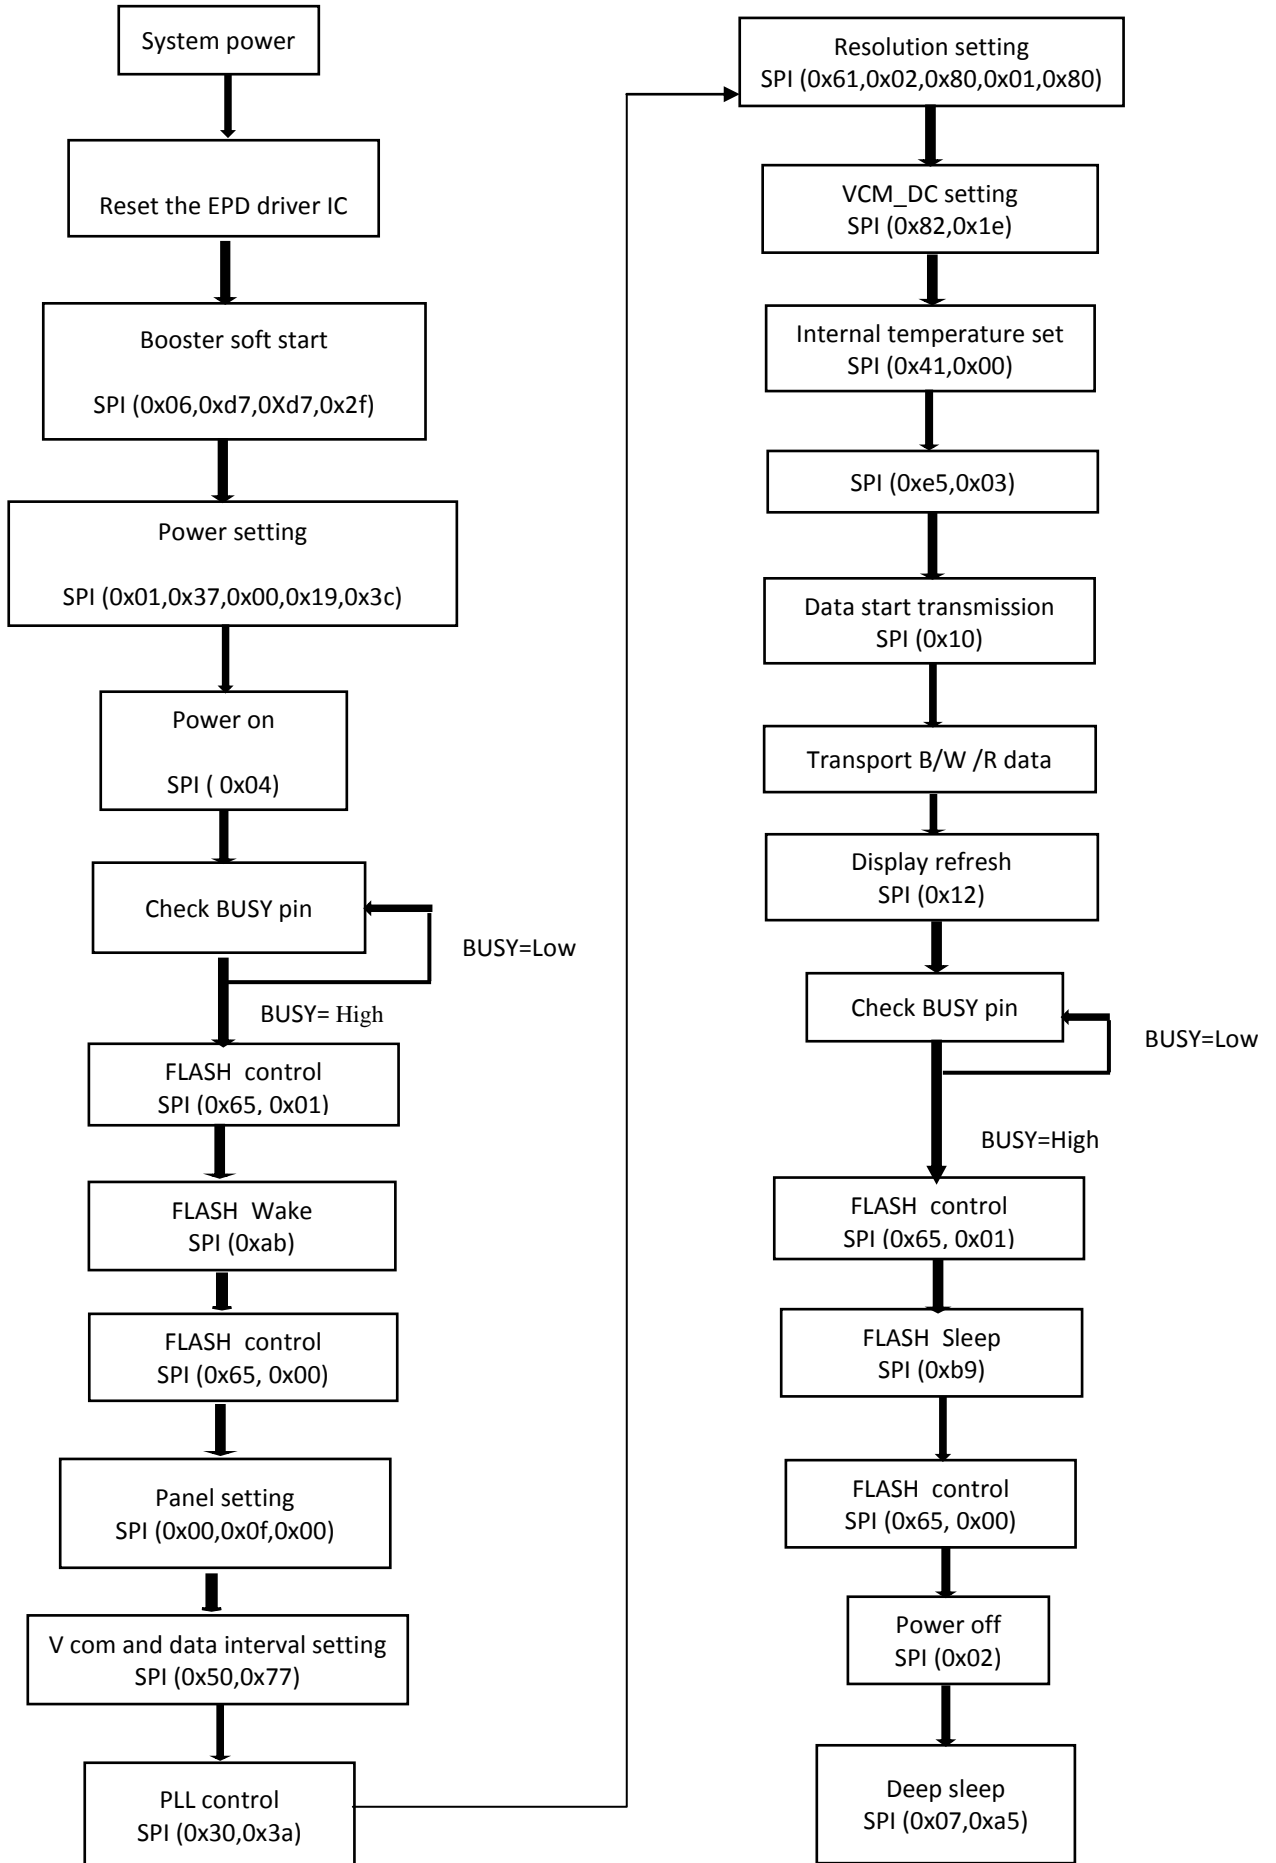 System power
Reset the EPD driver IC
Booster soft start
SPI (0x06,0xd7,0Xd7,0x2f)
Power setting
SPI (0x01,0x37,0x00,0x19,0x3c)
Power on
SPI ( 0x04)
Check BUSY pin
BUSY=Low
BUSY= High
FLASH  control
SPI (0x65, 0x01)
FLASH  Wake
SPI (0xab)
FLASH  control
SPI (0x65, 0x00)
Panel setting
SPI (0x00,0x0f,0x00)
V com and data interval setting
SPI (0x50,0x77)
PLL control
SPI (0x30,0x3a)
Resolution setting
SPI (0x61,0x02,0x80,0x01,0x80)
VCM_DC setting
SPI (0x82,0x1e)
Internal temperature set
SPI (0x41,0x00)
SPI (0xe5,0x03)
Data start transmission
SPI (0x10)
Transport B/W /R data
Display refresh
SPI (0x12)
Check BUSY pin
BUSY=Low
BUSY=High
FLASH  control
SPI (0x65, 0x01)
FLASH  Sleep
SPI (0xb9)
FLASH  control
SPI (0x65, 0x00)
Power off
SPI (0x02)
Deep sleep
SPI (0x07,0xa5)